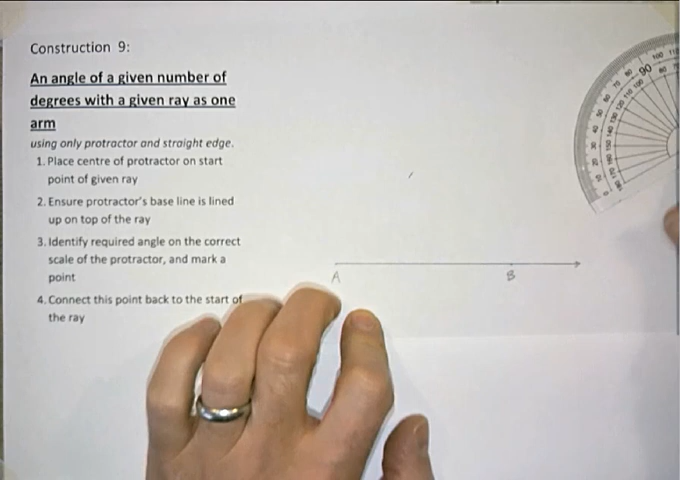 Construction 9:
An angle of a given number of
degrees with a given ray as one
arm
using only protractor and straight edge.
1. Place centre of protractor on start
point of given ray
2. Ensure protractor's base line is lined
up on top of the ray
3. Identify required angle on the correct
scale of the protractor, and mark a
point
4. Connect this point back to the start of
the ray
A B